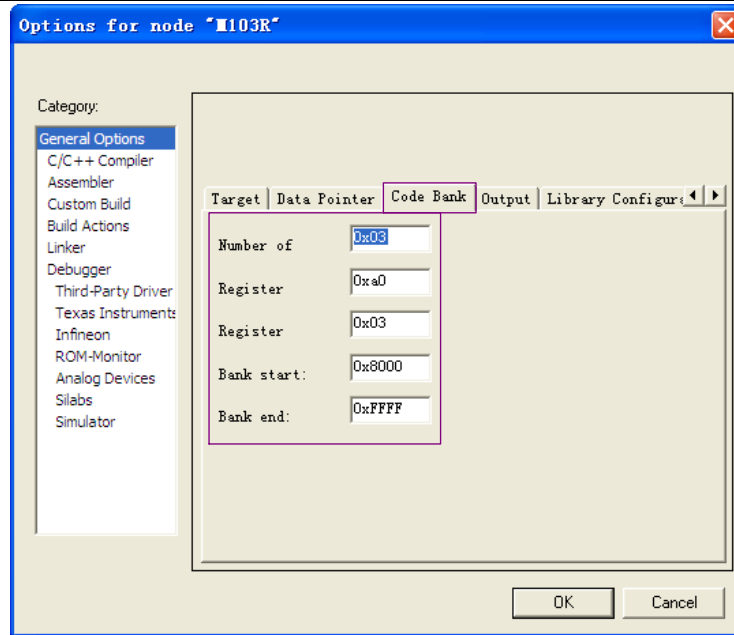 Options for node "M103R"
Category:
General Options
C/C++ Compiler
Assembler
Custom Build
Build Actions
Linker
Debugger
Third-Party Driver
Texas Instruments
Infineon
ROM-Monitor
Analog Devices
Silabs
Simulator
Target Data Pointer Code Bank Output Library Configura
Number of 0x03
Register 0xa0
Register 0x03
Bank start: 0x8000
Bank end: 0xFFFF
OK Cancel